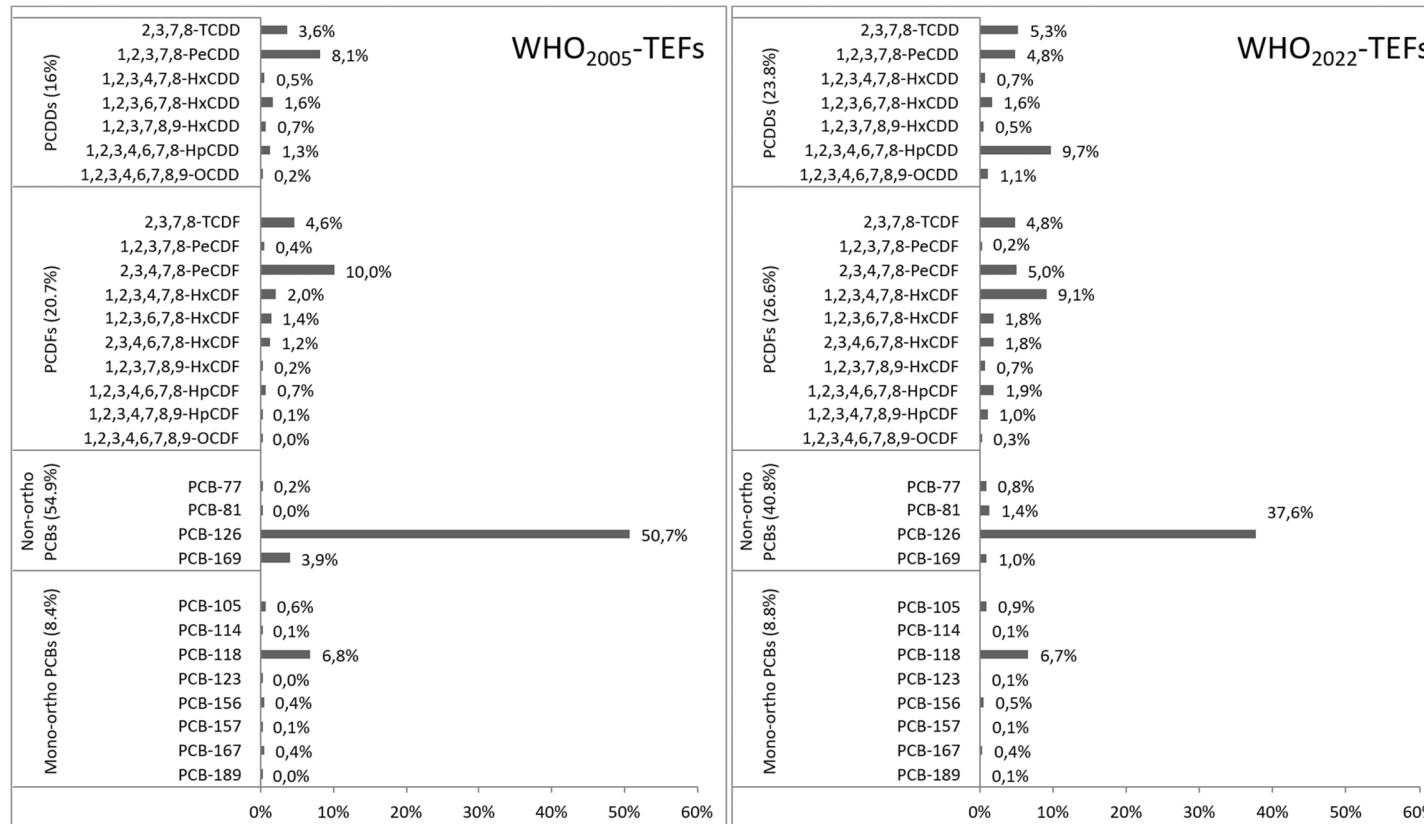 WHO2005-TEFs
PCDDs (16%)
2,3,7,8-TCDD 3,6%
1,2,3,7,8-PeCDD 8,1%
1,2,3,4,7,8-HxCDD 0,5%
1,2,3,6,7,8-HxCDD 1,6%
1,2,3,7,8,9-HxCDD 0,7%
1,2,3,4,6,7,8-HpCDD 1,3%
1,2,3,4,6,7,8,9-OCDD 0,2%
PCDFs (20.7%)
2,3,7,8-TCDF 4,6%
1,2,3,7,8-PeCDF 0,4%
2,3,4,7,8-PeCDF 10,0%
1,2,3,4,7,8-HxCDF 2,0%
1,2,3,6,7,8-HxCDF 1,4%
2,3,4,6,7,8-HxCDF 1,2%
1,2,3,7,8,9-HxCDF 0,2%
1,2,3,4,6,7,8-HpCDF 0,7%
1,2,3,4,7,8,9-HpCDF 0,1%
1,2,3,4,6,7,8,9-OCDF 0,0%
Non-ortho
PCBs (54.9%)
PCB-77 0,2%
PCB-81 0,0%
PCB-126 50,7%
PCB-169 3,9%
Mono-ortho PCBs (8.4%)
PCB-105 0,6%
PCB-114 0,1%
PCB-118 6,8%
PCB-123 0,0%
PCB-156 0,4%
PCB-157 0,1%
PCB-167 0,4%
PCB-189 0,0%
0% 10% 20% 30% 40% 50% 60%
WHO2022-TEFs
PCDDs (23.8%)
2,3,7,8-TCDD 5,3%
1,2,3,7,8-PeCDD 4,8%
1,2,3,4,7,8-HxCDD 0,7%
1,2,3,6,7,8-HxCDD 1,6%
1,2,3,7,8,9-HxCDD 0,5%
1,2,3,4,6,7,8-HpCDD 9,7%
1,2,3,4,6,7,8,9-OCDD 1,1%
PCDFs (26.6%)
2,3,7,8-TCDF 4,8%
1,2,3,7,8-PeCDF 0,2%
2,3,4,7,8-PeCDF 5,0%
1,2,3,4,7,8-HxCDF 9,1%
1,2,3,6,7,8-HxCDF 1,8%
2,3,4,6,7,8-HxCDF 1,8%
1,2,3,7,8,9-HxCDF 0,7%
1,2,3,4,6,7,8-HpCDF 1,9%
1,2,3,4,7,8,9-HpCDF 1,0%
1,2,3,4,6,7,8,9-OCDF 0,3%
Non-ortho
PCBs (40.8%)
PCB-77 0,8%
PCB-81 1,4%
PCB-126 37,6%
PCB-169 1,0%
Mono-ortho PCBs (8.8%)
PCB-105 0,9%
PCB-114 0,1%
PCB-118 6,7%
PCB-123 0,1%
PCB-156 0,5%
PCB-157 0,1%
PCB-167 0,4%
PCB-189 0,1%
0% 10% 20% 30% 40% 50% 60%